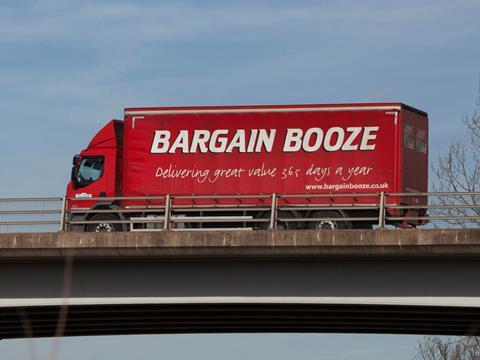 BARGAIN BOOZE
Delivering great value 365 days a year
www.bargainbooze.co.uk